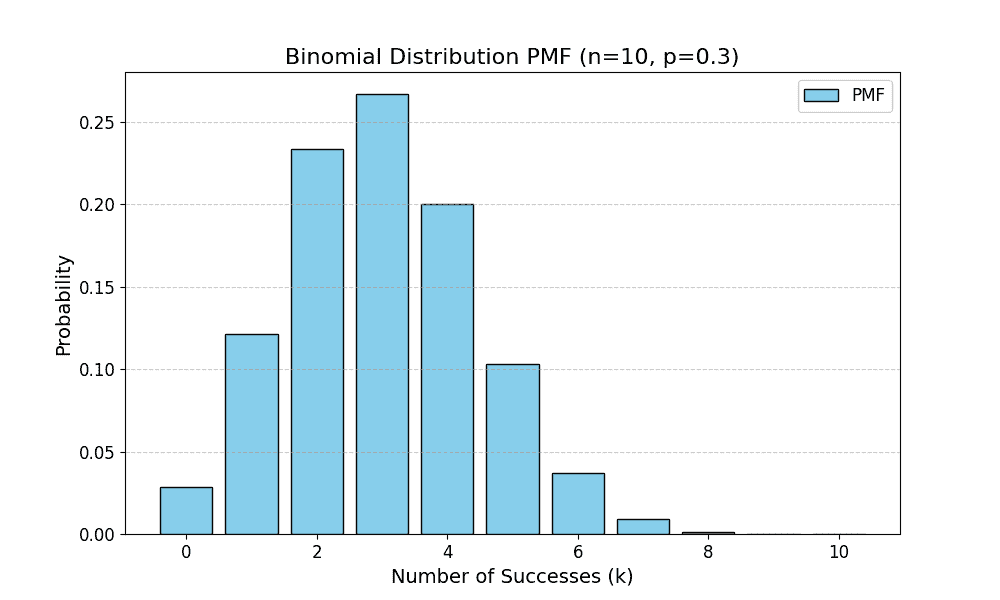 Binomial Distribution PMF (n=10, p=0.3)
PMF
0.25
0.20
0.15
0.10
0.05
0.00
Probability
0 2 4 6 8 10
Number of Successes (k)